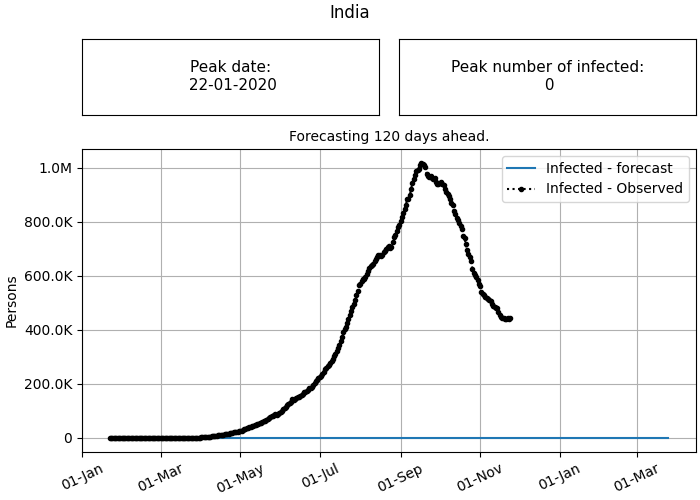 India
Peak date:
22-01-2020
Peak number of infected:
0
Forecasting 120 days ahead.
Infected - forecast
Infected - Observed
1.0M
800.0K
600.0K
400.0K
200.0K
0
Persons
01-Jan
01-Mar
01-May
01-Jul
01-Sep
01-Nov
01-Jan
01-Mar